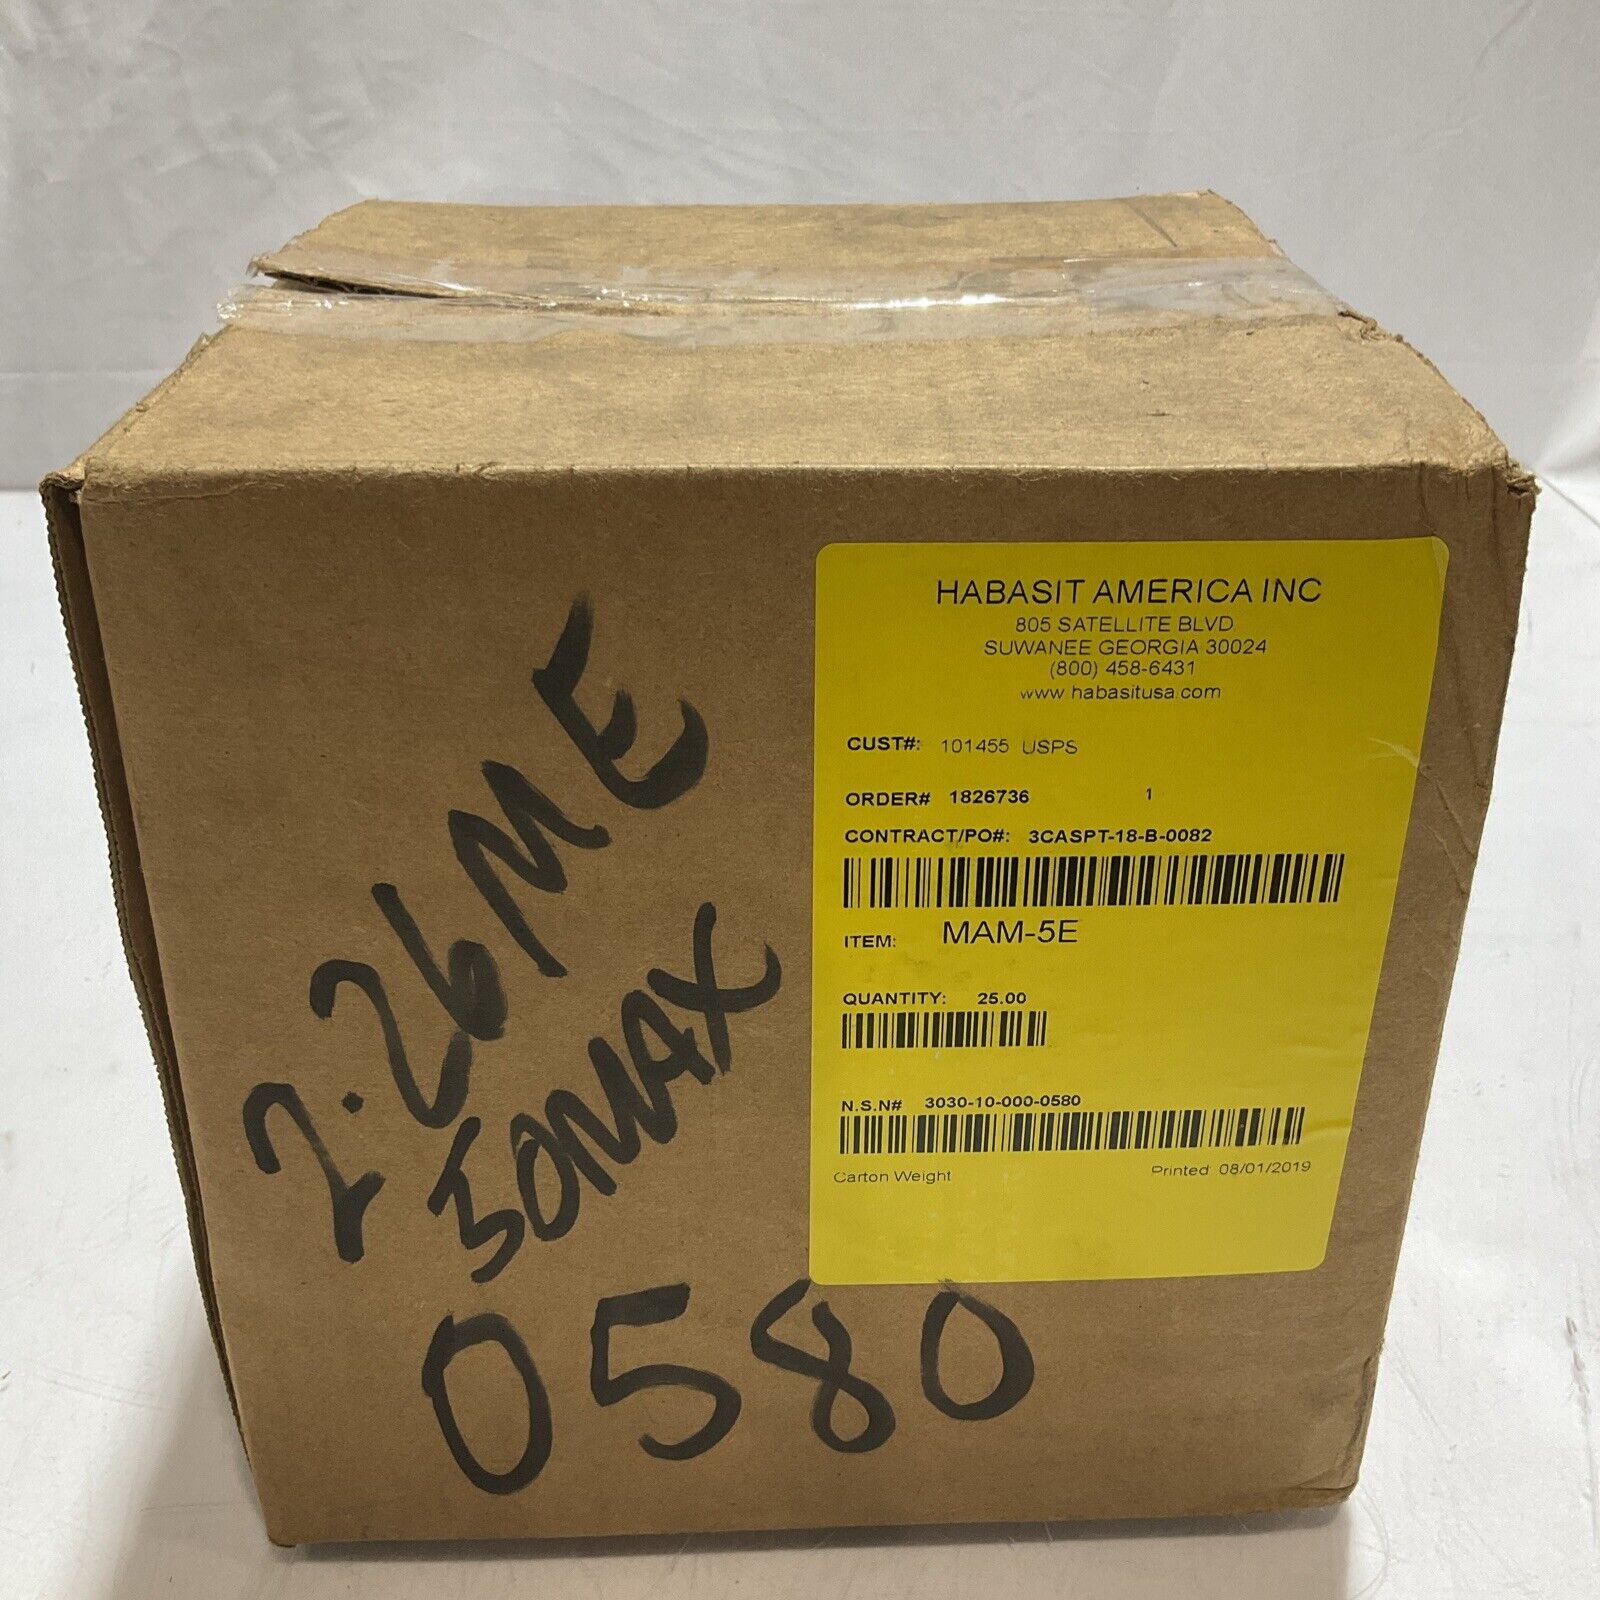 2.26ME
30MAX
0580
HABASIT AMERICA INC
805 SATELLITE BLVD
SUWANEE GEORGIA 30024
(800) 458-6431
www habasitusa.com
CUST#: 101455 USPS
ORDER# 1826736 1
CONTRACT/PO#: 3CASPT-18-B-0082
ITEM: MAM-5E
QUANTITY: 25.00
N.S.N# 3030-10-000-0580
Carton Weight Printed: 08/01/2019